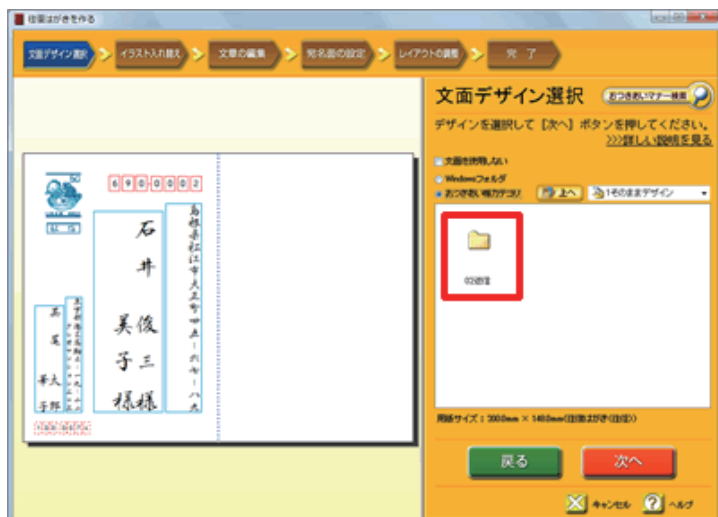 往復はがきを作る
文面デザイン選択
イラスト入れ替え
文章の編集
宛名面の設定
レイアウトの調整
完 了
文面デザイン選択
おつきあいマナー検索
デザインを選択して【次へ】ボタンを押してください。
>>>詳しい説明を見る
文面を使用しない
Windowsフォルダ
上へ
1そのままデザイン
690-0002
島根県松江市大正町四五ー六七ー八九
石井 俊三様
美子様
高尾 太郎
華子
用紙サイズ:200.0mm × 148.0mm(往復はがき(往信))
戻る
次へ
キャンセル
ヘルプ